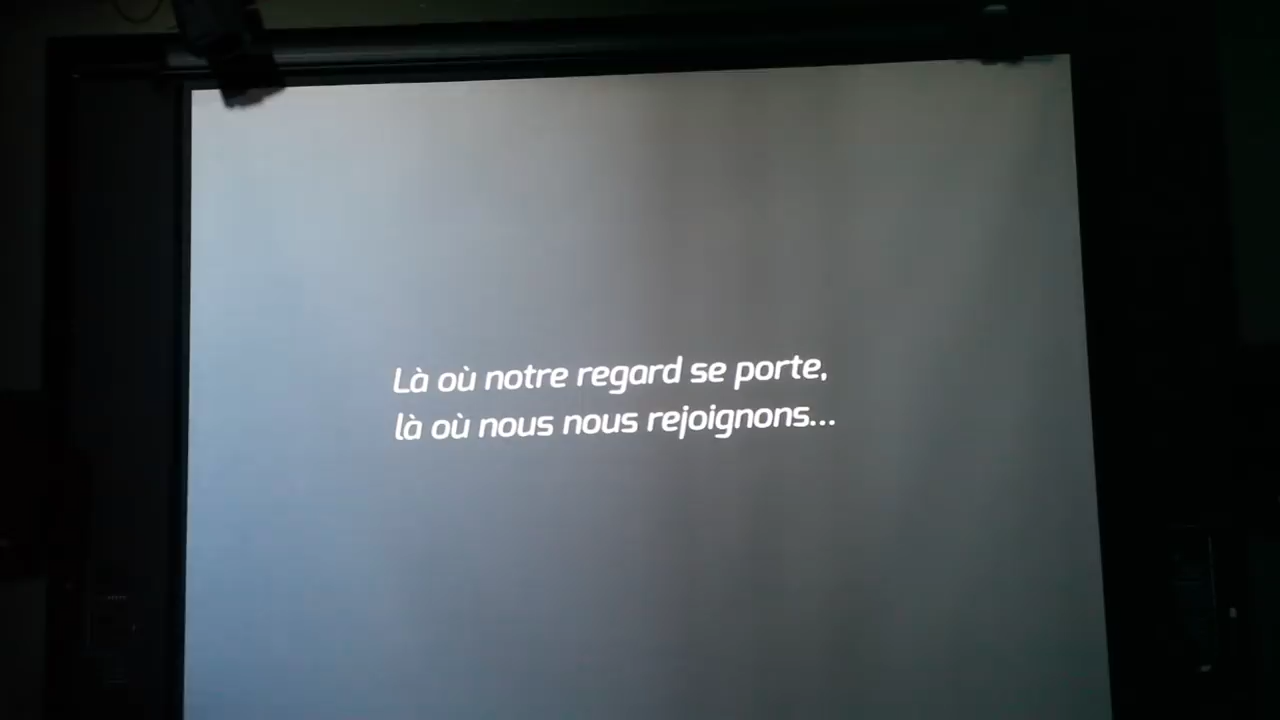 Là où notre regard se porte,
là où nous nous rejoignons...